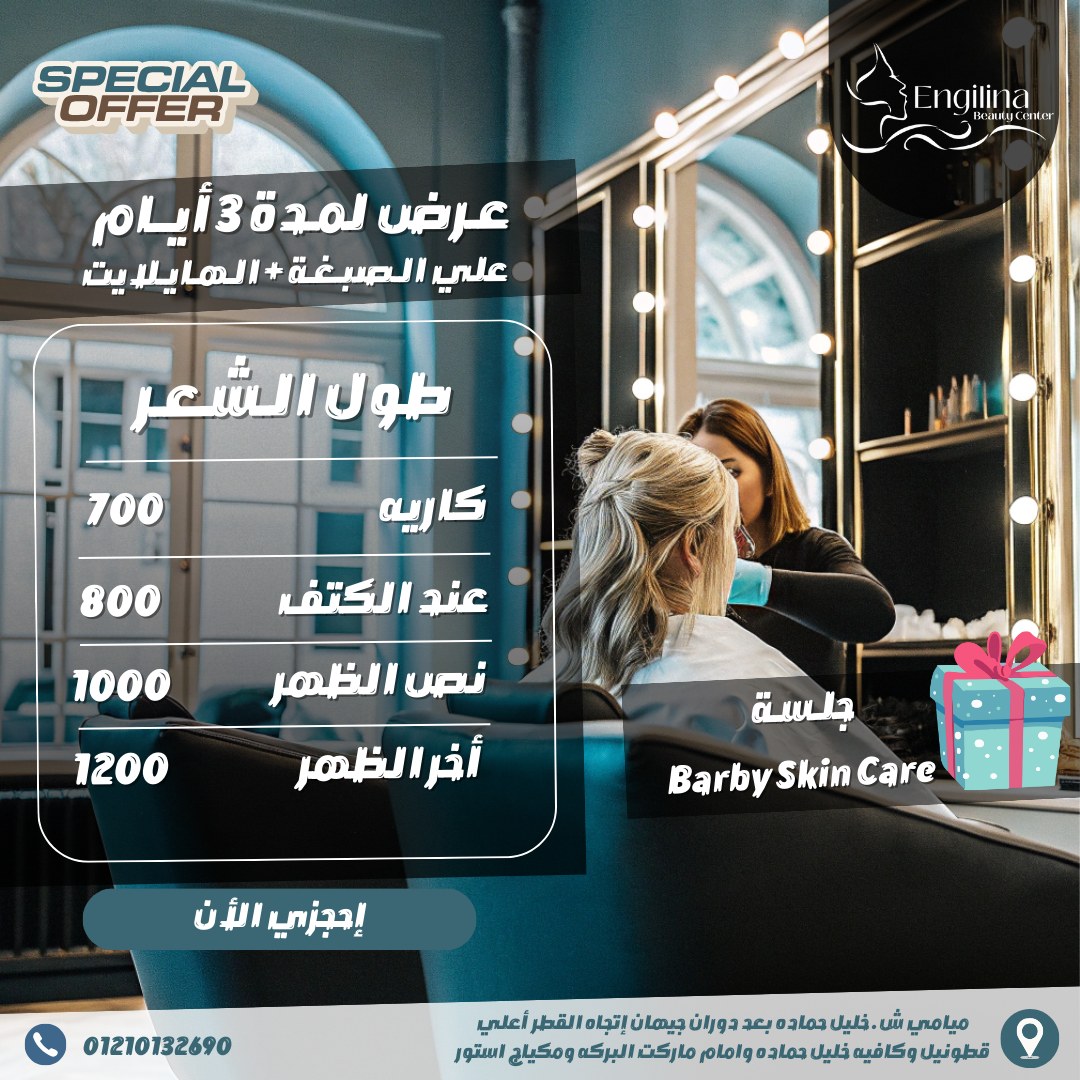 SPECIAL
OFFER
Engilina
Beauty Center
عرض لمدة 3 أيام
علي الصبغة + الهايلايت
طول الشعر
كاريه 700
عند الكتف 800
نص الظهر 1000
أخر الظهر 1200
جلسة
Barby Skin Care
إحجزي الأن
ميامي ش . خليل حماده بعد دوران جيهان إتجاه القطر أعلي
قطونيل وكافيه خليل حماده وامام ماركت البركه ومكياج استور
01210132690